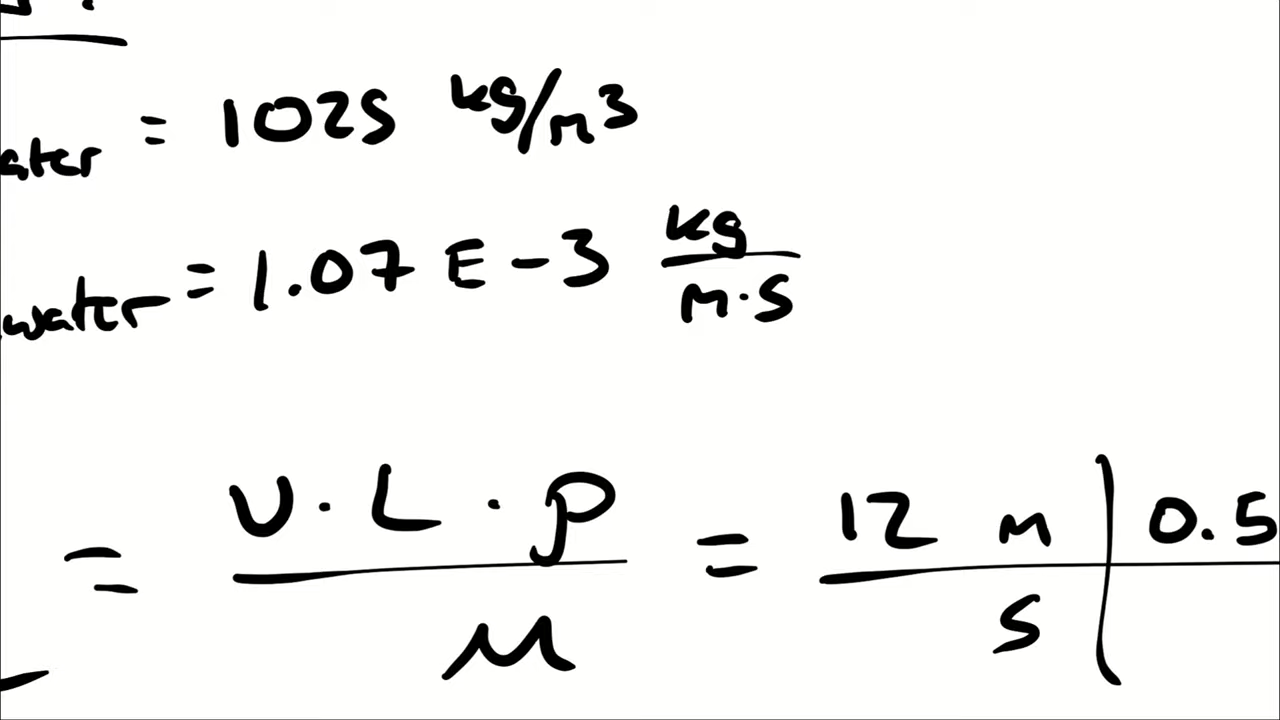 ater = 1025 kg/m3
water = 1.07 E-3 kg
m·s
= U·L·ρ = 12 m | 0.5
μ s